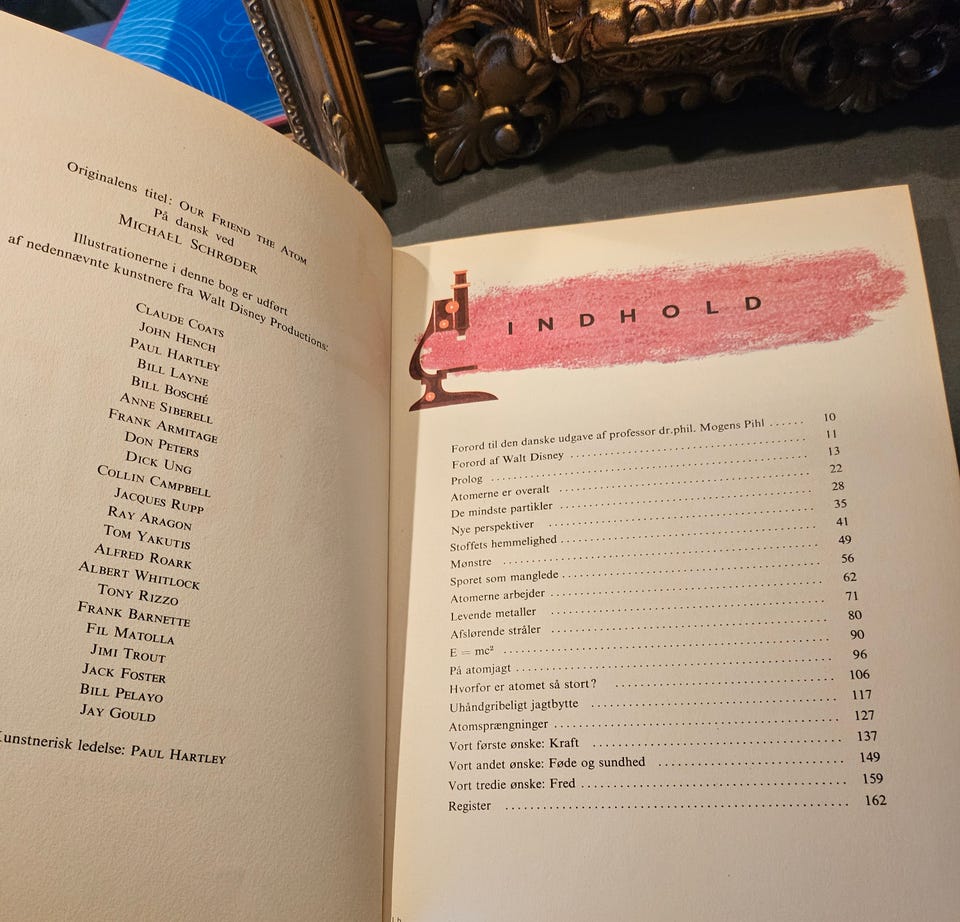 Originalens titel: OUR FRIEND THE ATOM
På dansk ved
MICHAEL SCHRØDER
Illustrationerne i denne bog er udført
af nedennævnte kunstnere fra Walt Disney Productions:
CLAUDE COATS
JOHN HENCH
PAUL HARTLEY
BILL LAYNE
BILL BOSCHÉ
ANNE SIBERELL
FRANK ARMITAGE
DON PETERS
DICK UNG
COLLIN CAMPBELL
JACQUES RUPP
RAY ARAGON
TOM YAKUTIS
ALFRED ROARK
ALBERT WHITLOCK
TONY RIZZO
FRANK BARNETTE
FIL MATOLLA
JIMI TROUT
JACK FOSTER
BILL PELAYO
JAY GOULD
Kunstnerisk ledelse: PAUL HARTLEY
INDHOLD
Forord til den danske udgave af professor dr.phil. Mogens Pihl ...... 10
Forord af Walt Disney ...... 11
Prolog ...... 13
Atomerne er overalt ...... 22
De mindste partikler ...... 28
Nye perspektiver ...... 35
Stoffets hemmelighed ...... 41
Mønstre ...... 49
Sporet som manglede ...... 56
Atomerne arbejder ...... 62
Levende metaller ...... 71
Afslørende stråler ...... 80
E = mc² ...... 90
På atomjagt ...... 96
Hvorfor er atomet så stort? ...... 106
Uhåndgribeligt jagtbytte ...... 117
Atomsprængninger ...... 127
Vort første ønske: Kraft ...... 137
Vort andet ønske: Føde og sundhed ...... 149
Vort tredie ønske: Fred ...... 159
Register ...... 162